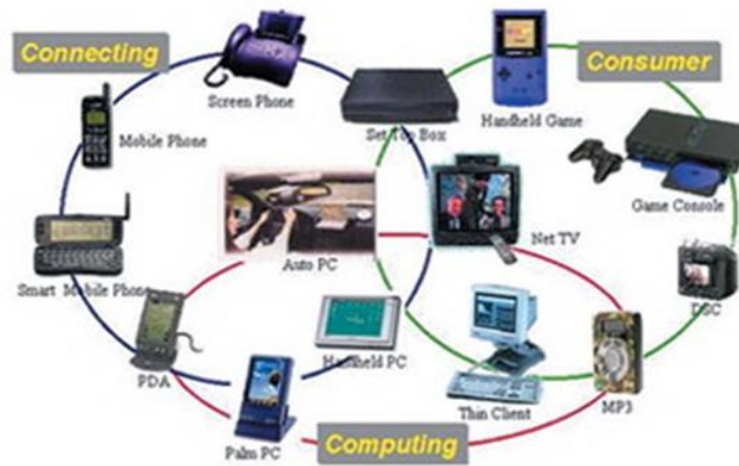 Connecting
Consumer
Screen Phone
Set Top Box
Handheld Game
Mobile Phone
Game Console
Net TV
Auto PC
Smart Mobile Phone
DSC
Handheld PC
PDA
Thin Client
MP3
Palm PC
Computing